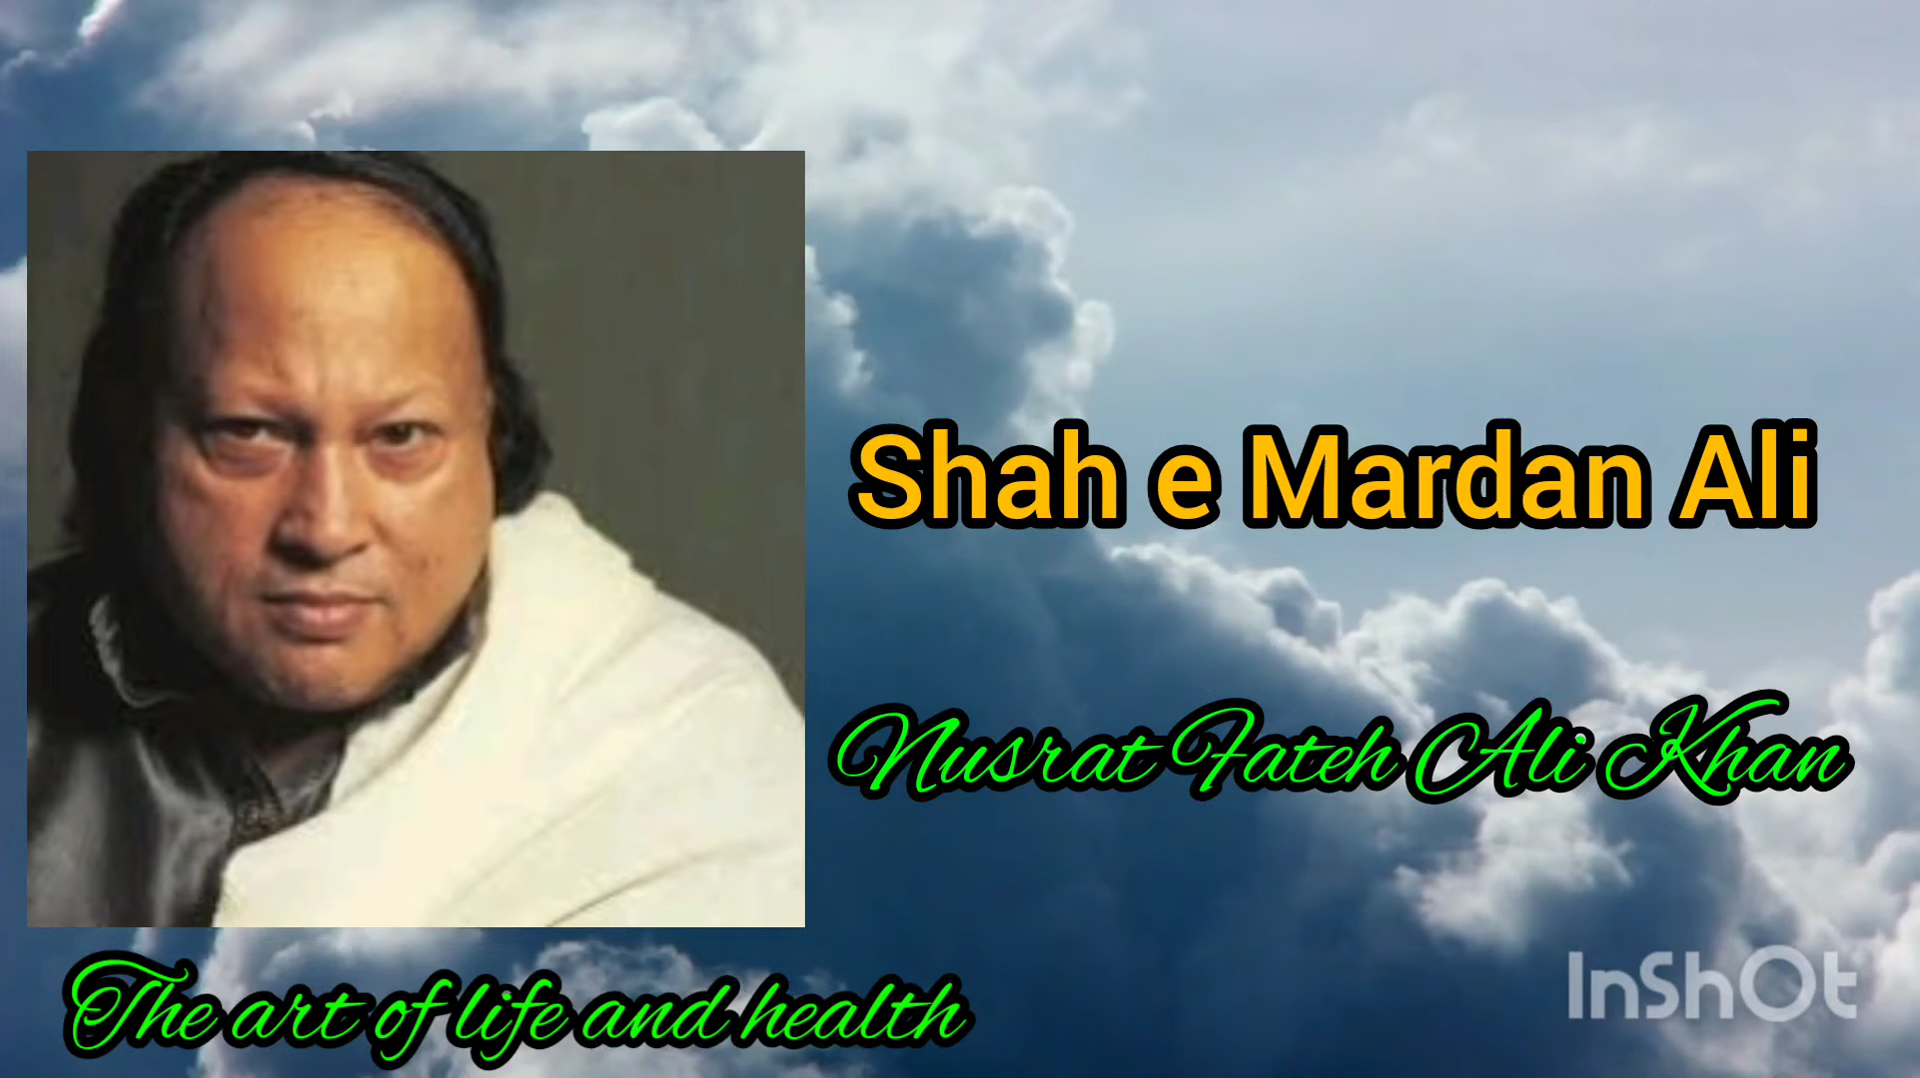 Shah e Mardan Ali
Nusrat Fateh Ali Khan
The art of life and health
InShOt